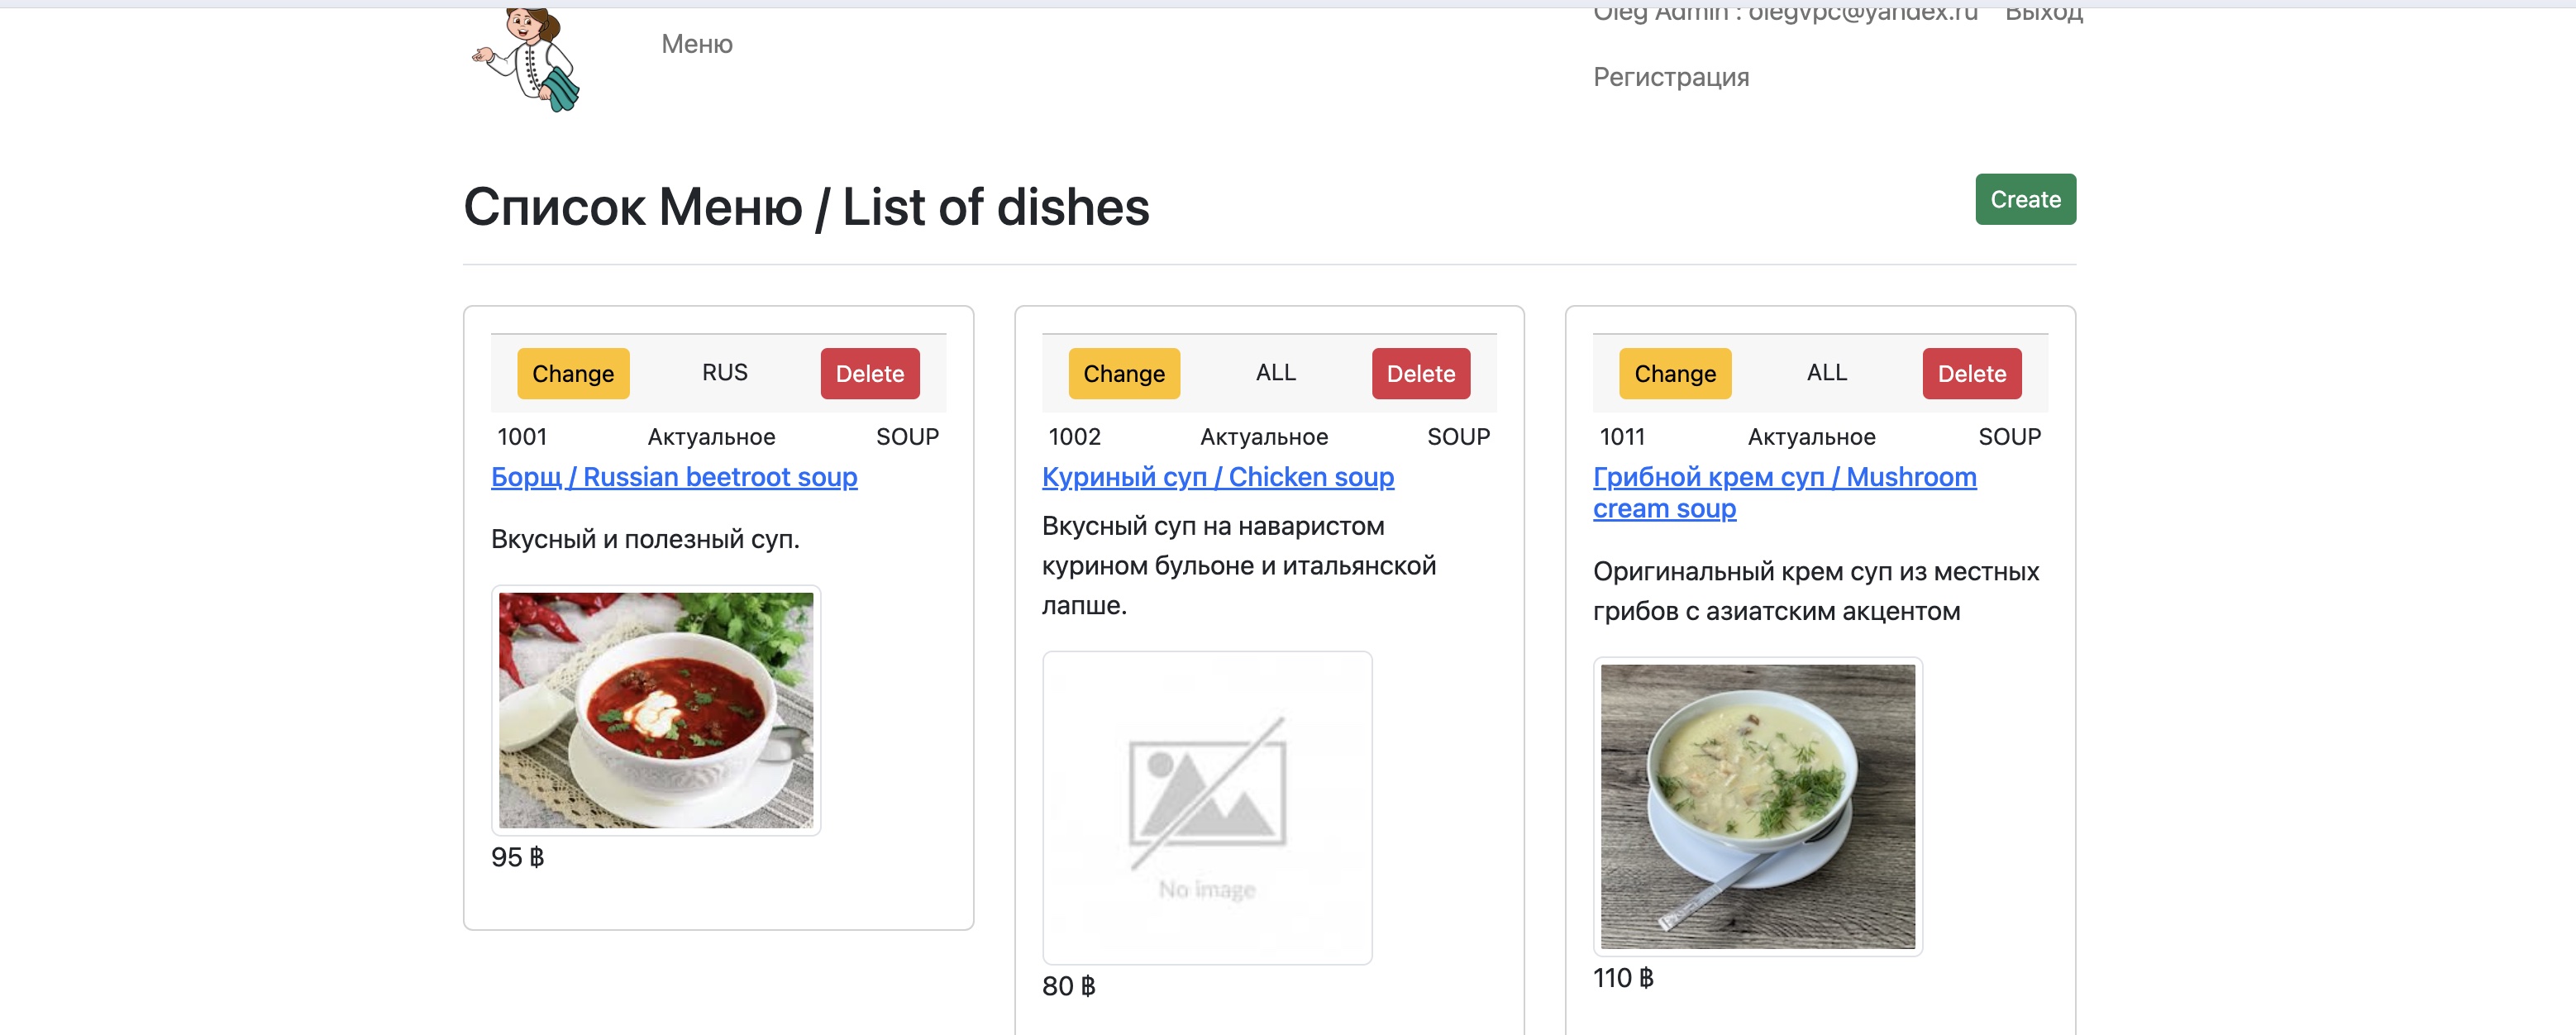 Oleg Admin : olegvpc@yandex.ru Выход
Меню
Регистрация
Список Меню / List of dishes
Create
Change RUS Delete
1001 Актуальное SOUP
Борщ / Russian beetroot soup
Вкусный и полезный суп.
95 ฿
Change ALL Delete
1002 Актуальное SOUP
Куриный суп / Chicken soup
Вкусный суп на наваристом
курином бульоне и итальянской
лапше.
No image
80 ฿
Change ALL Delete
1011 Актуальное SOUP
Грибной крем суп / Mushroom
cream soup
Оригинальный крем суп из местных
грибов с азиатским акцентом
110 ฿